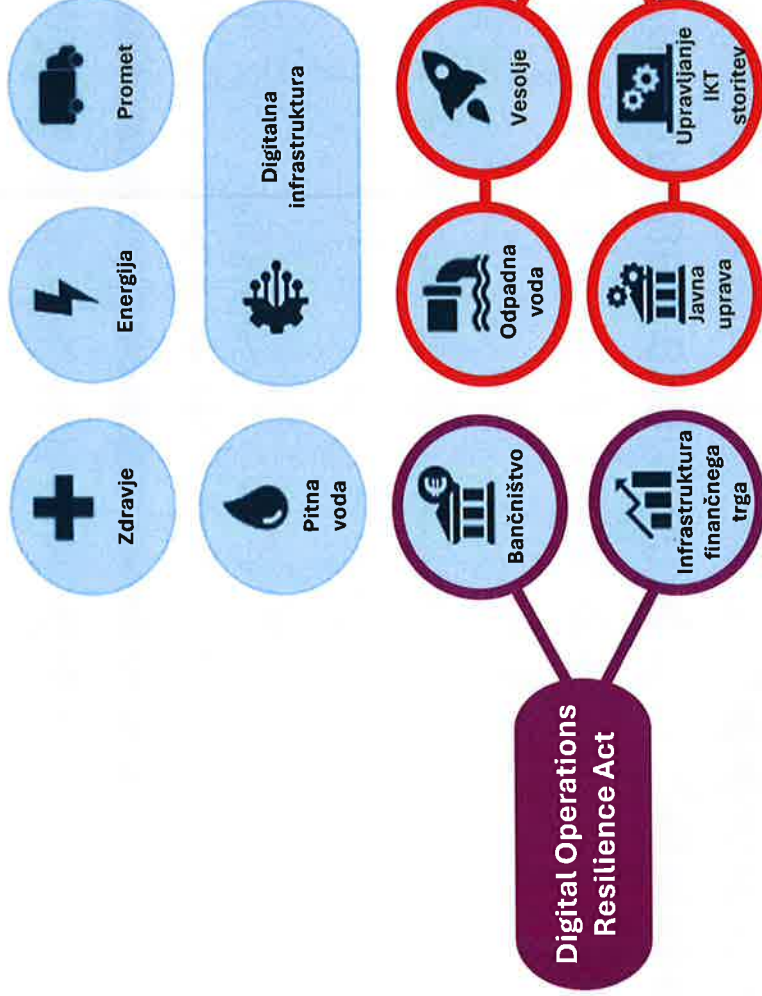 Zdravje
Energija
Promet
Pitna
voda
Digitalna
infrastruktura
Bančništvo
Odpadna
voda
Vesolje
Digital Operations
Resilience Act
Infrastruktura
finančnega
trga
Javna
uprava
Upravljanje
IKT
storitev
€